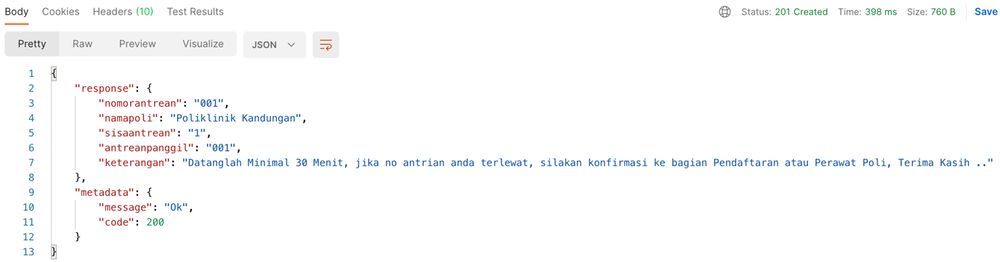 Body Cookies Headers (10) Test Results Status: 201 Created Time: 398 ms Size: 760 B Save
Pretty Raw Preview Visualize JSON
1 {
2 "response": {
3 "nomorantrean": "001",
4 "namapoli": "Poliklinik Kandungan",
5 "sisaantrean": "1",
6 "antreanpanggil": "001",
7 "keterangan": "Datanglah Minimal 30 Menit, jika no antrian anda terlewat, silakan konfirmasi ke bagian Pendaftaran atau Perawat Poli, Terima Kasih .."
8 },
9 "metadata": {
10 "message": "Ok",
11 "code": 200
12 }
13 }